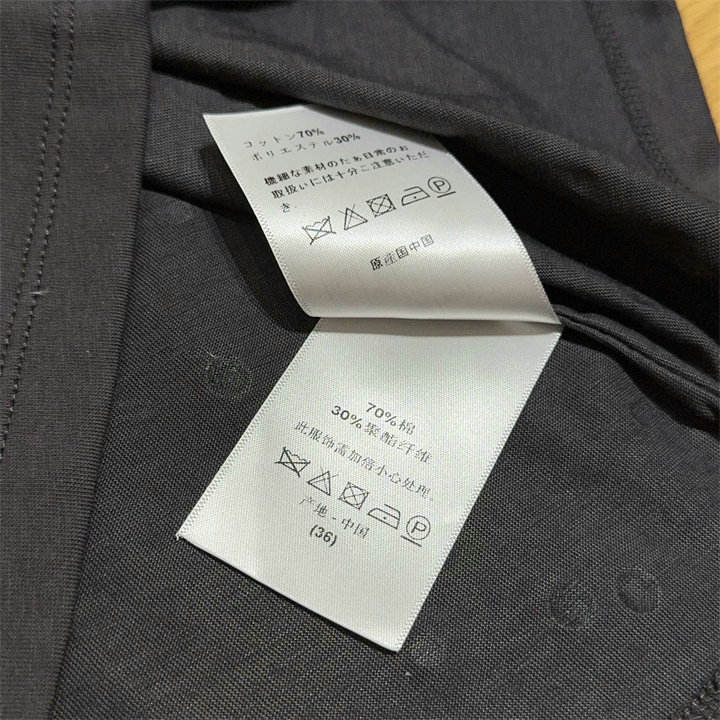 コットン70%
ポリエステル30%
繊細な素材のため日常のお
取扱いには十分ご注意いただ
き.
P
原産国中国
70%棉
30%聚酯纤维
此服饰需加倍小心处理.
P
产地 - 中国
(36)